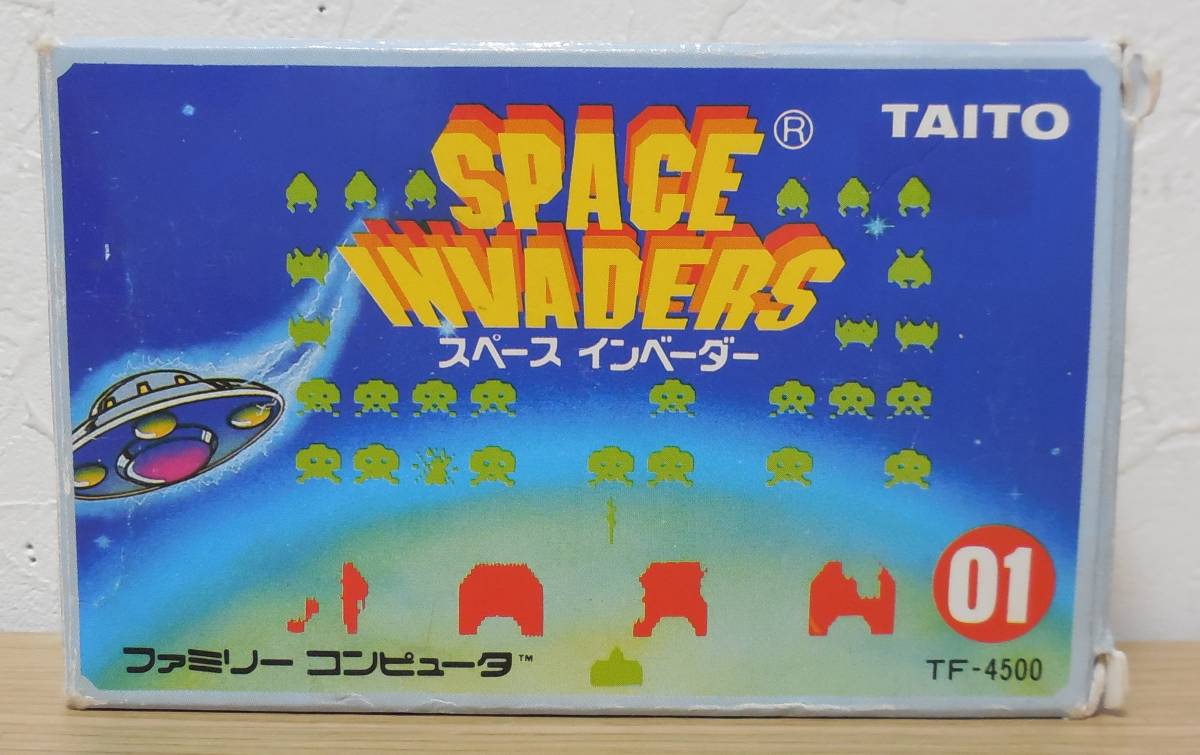 TAITO
SPACE
INVADERS®
スペース インベーダー
01
ファミリー コンピュータ™
TF-4500